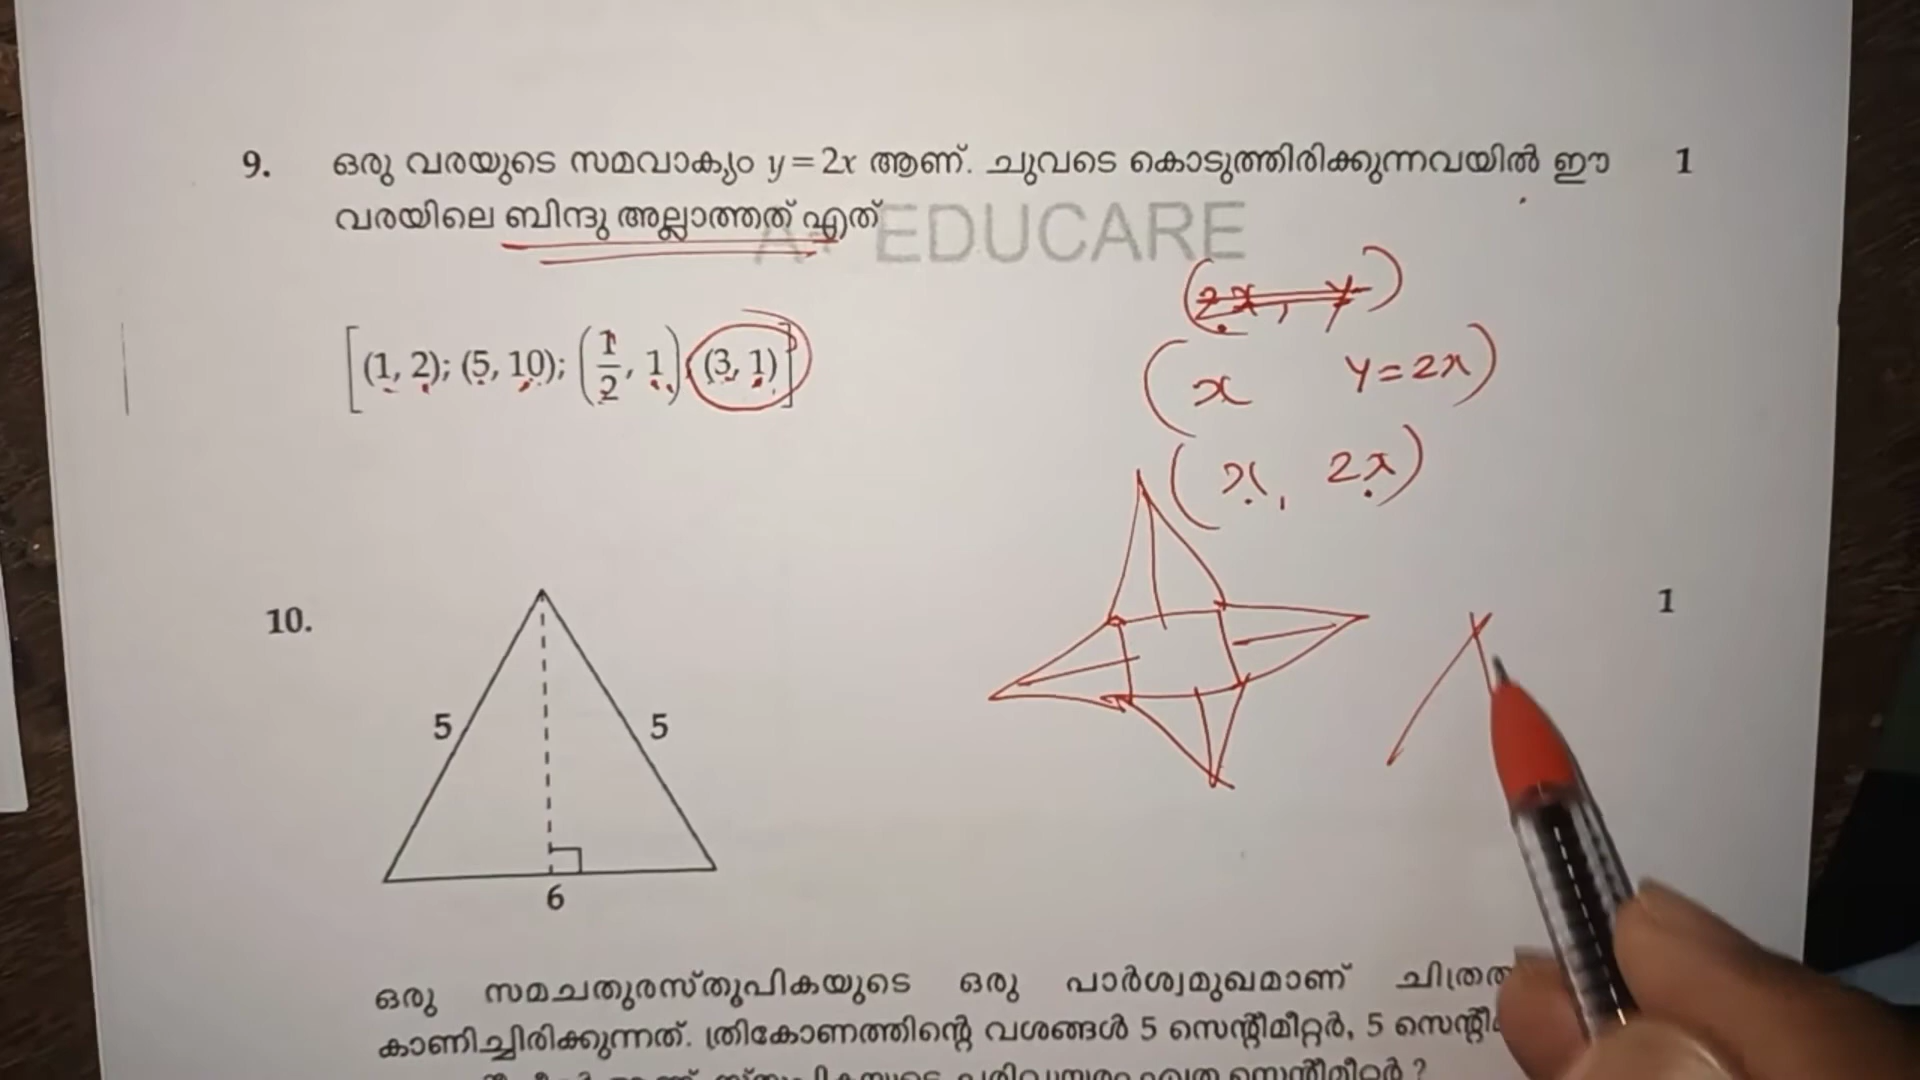 9. ഒരു വരയുടെ സമവാക്യം y = 2x ആണ്. ചുവടെ കൊടുത്തിരിക്കുന്നവയിൽ ഈ 1
വരയിലെ ബിന്ദു അല്ലാത്തത് ഏത്
A+ EDUCARE
(2x, y)
[(1, 2); (5, 10); (1/2, 1) (3, 1)]
(x y = 2x)
(x, 2x)
10. 1
5 5
6
ഒരു സമചതുരസ്തൂപികയുടെ ഒരു പാർശ്വമുഖമാണ്
കാണിച്ചിരിക്കുന്നത്. ത്രികോണത്തിന്റെ വശങ്ങൾ 5 സെന്റീമീറ്റർ, 5